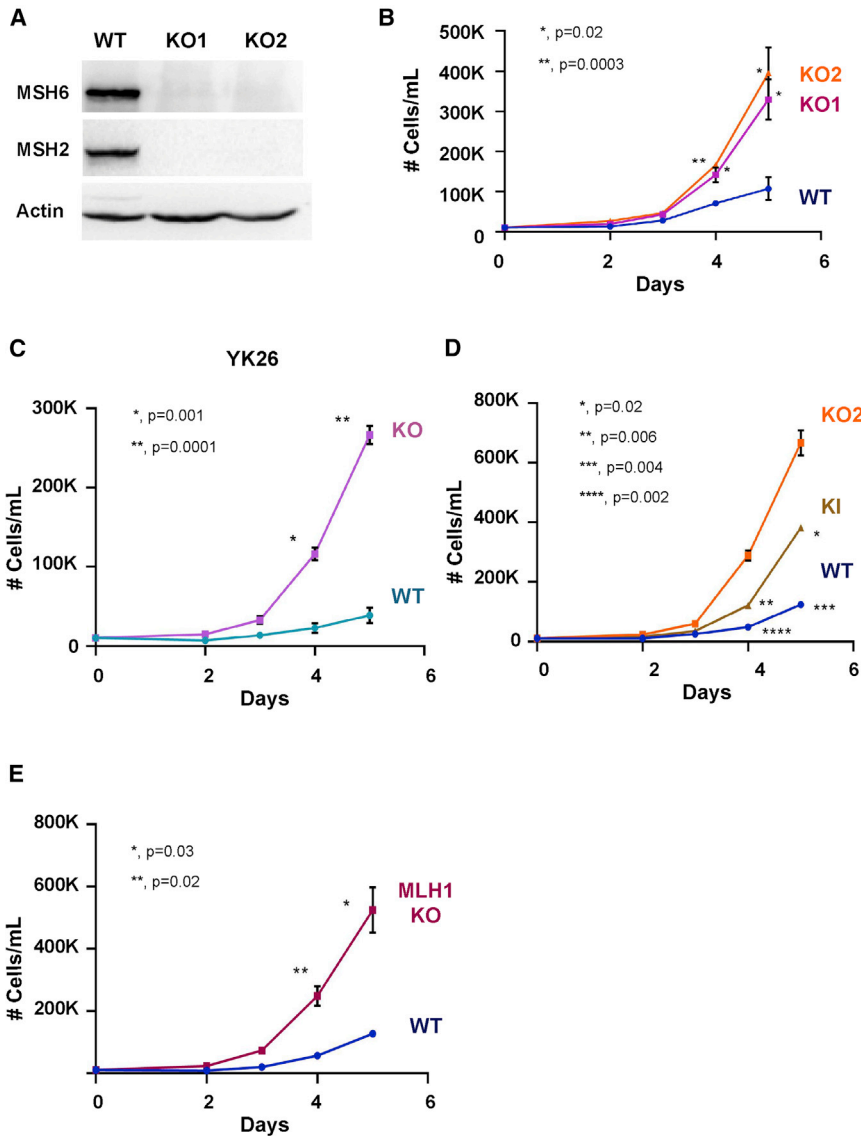 A
WT KO1 KO2
MSH6
MSH2
Actin
B
500K
400K
300K
200K
100K
0
# Cells/mL
*, p=0.02
**, p=0.0003
*
*
**
*
KO2
KO1
WT
0 2 4 6
Days
C
YK26
300K
200K
100K
0
# Cells/mL
*, p=0.001
**, p=0.0001
**
*
KO
WT
0 2 4 6
Days
D
800K
600K
400K
200K
0
# Cells/mL
*, p=0.02
**, p=0.006
***, p=0.004
****, p=0.002
KO2
KI
*
WT
**
***
****
0 2 4 6
Days
E
800K
600K
400K
200K
# Cells/mL
*, p=0.03
**, p=0.02
*
**
MLH1
KO
WT
0 2 4 6
Days